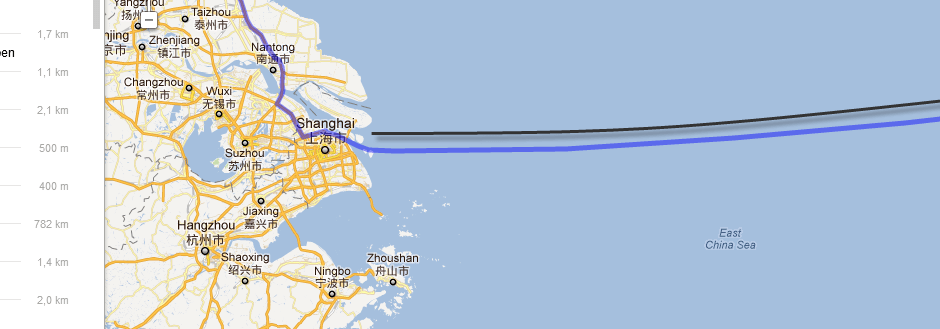 1,7 km
pen
1,1 km
2,1 km
500 m
400 m
782 km
1,4 km
2,0 km
Yangzhou
扬州
Taizhou
泰州市
njing
京市
Zhenjiang
镇江市
Nantong
南通市
Changzhou
常州市
Wuxi
无锡市
Shanghai
上海市
Suzhou
苏州市
Jiaxing
嘉兴市
Hangzhou
杭州市
Shaoxing
绍兴市
Ningbo
宁波市
Zhoushan
舟山市
East
China Sea